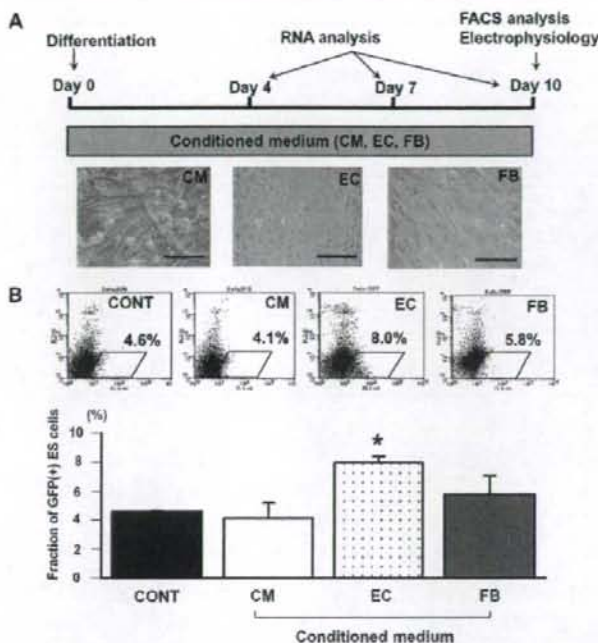 A
Differentiation
RNA analysis
FACS analysis
Electrophysiology
Day 0
Day 4
Day 7
Day 10
Conditioned medium (CM, EC, FB)
CM
EC
FB
B
CONT
4.6%
CM
4.1%
EC
8.0%
FB
5.8%
(%)
Fraction of GFP(+) ES cells
10
8
6
4
2
0
*
CONT
CM
EC
FB
Conditioned medium